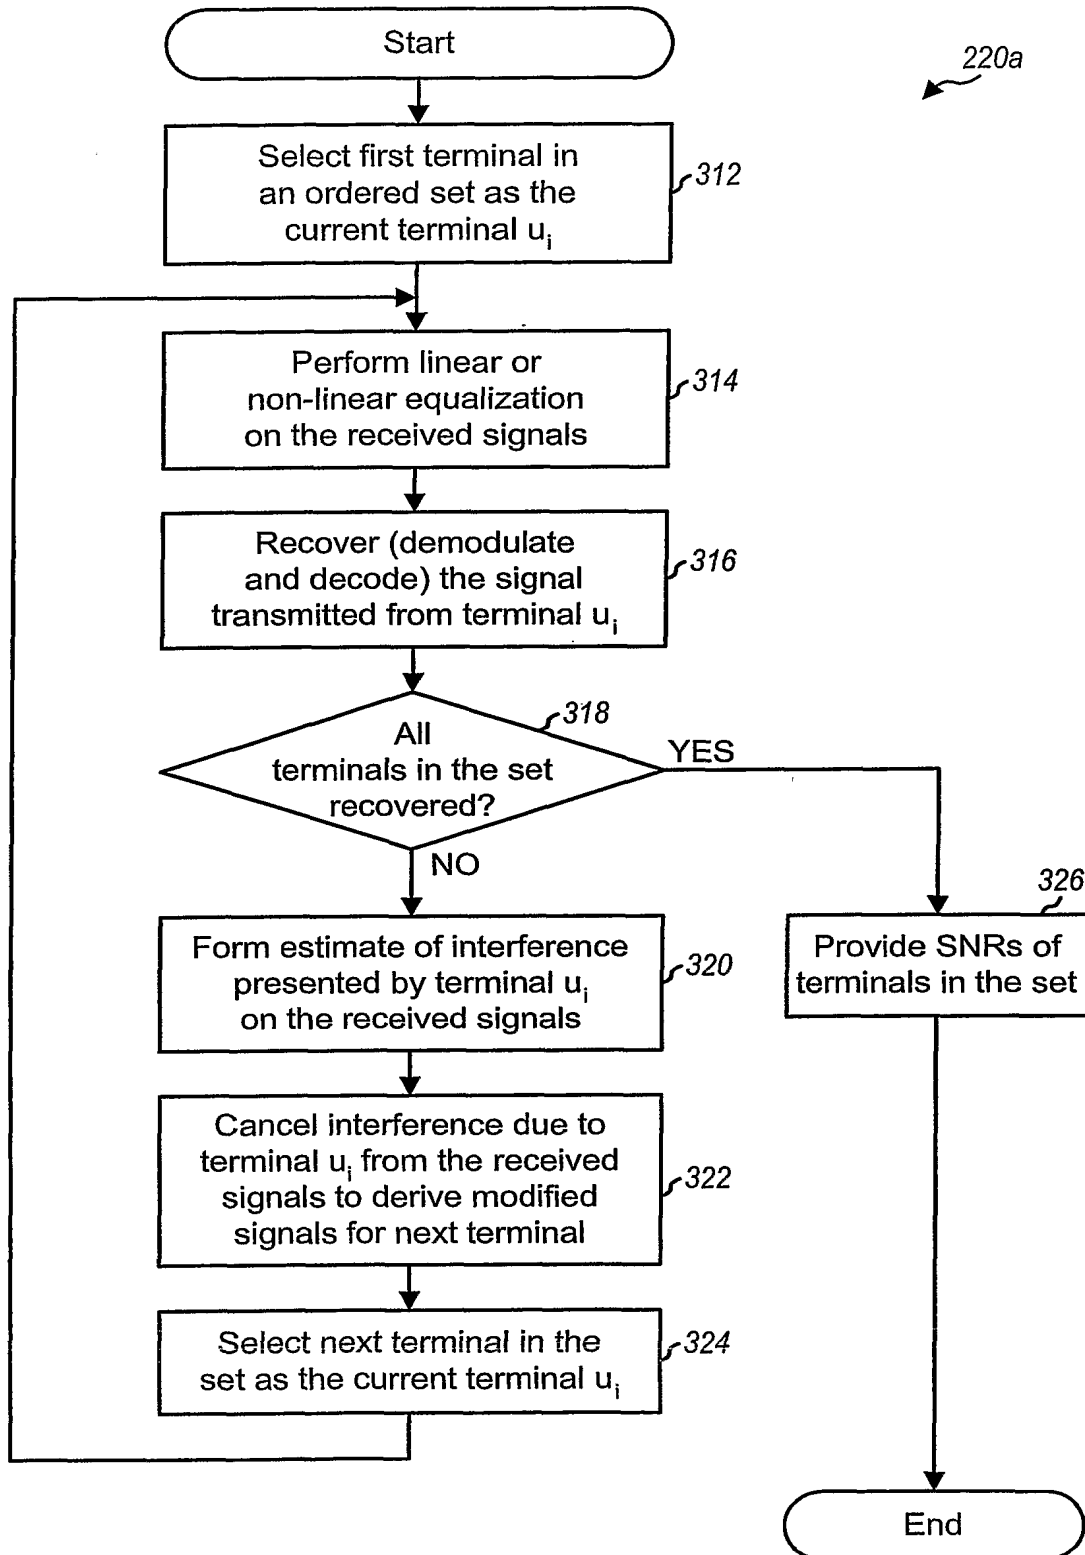 Start
220a
Select first terminal in
an ordered set as the
current terminal ui
312
Perform linear or
non-linear equalization
on the received signals
314
Recover (demodulate
and decode) the signal
transmitted from terminal ui
316
All
terminals in the set
recovered?
318
YES
NO
Form estimate of interference
presented by terminal ui
on the received signals
320
326
Provide SNRs of
terminals in the set
Cancel interference due to
terminal ui from the received
signals to derive modified
signals for next terminal
322
Select next terminal in the
set as the current terminal ui
324
End